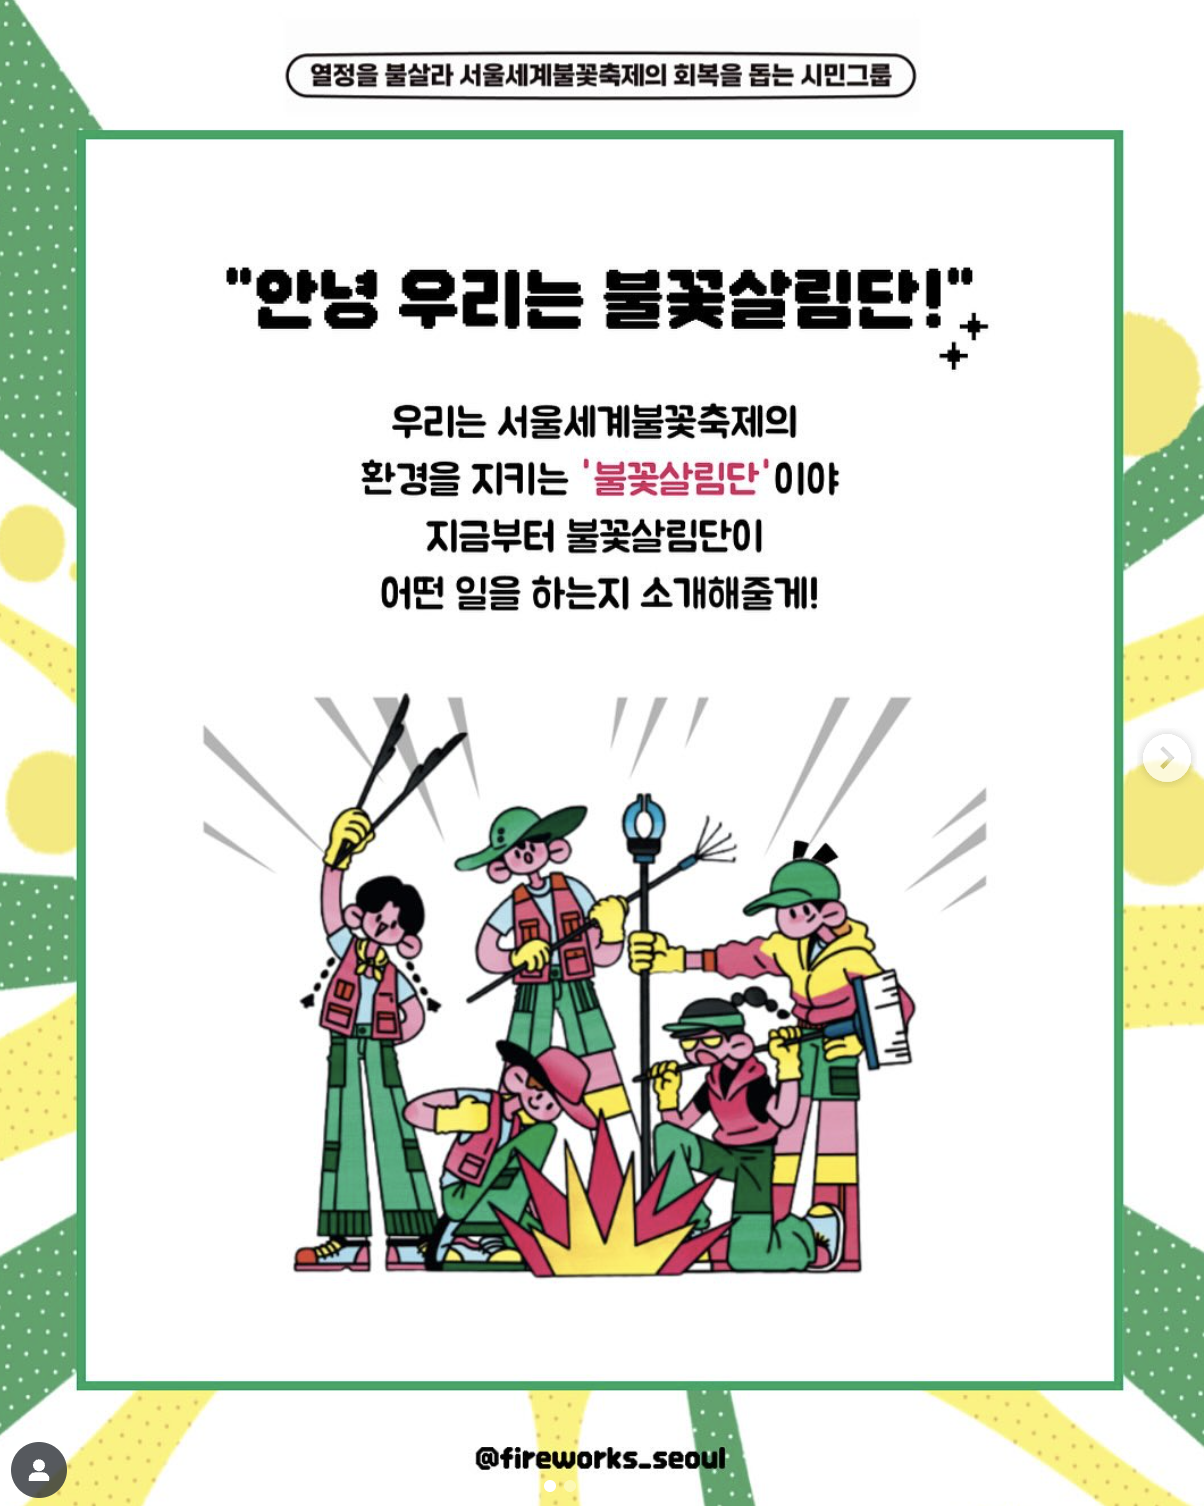 열정을 불살라 서울세계불꽃축제의 회복을 돕는 시민그룹
"안녕 우리는 불꽃살림단!"
우리는 서울세계불꽃축제의
환경을 지키는 '불꽃살림단'이야
지금부터 불꽃살림단이
어떤 일을 하는지 소개해줄게!
@fireworks_seoul